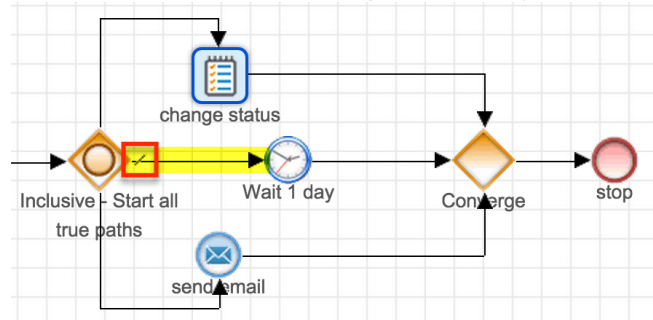 change status
Inclusive - Start all
true paths
Wait 1 day
Converge
stop
send email